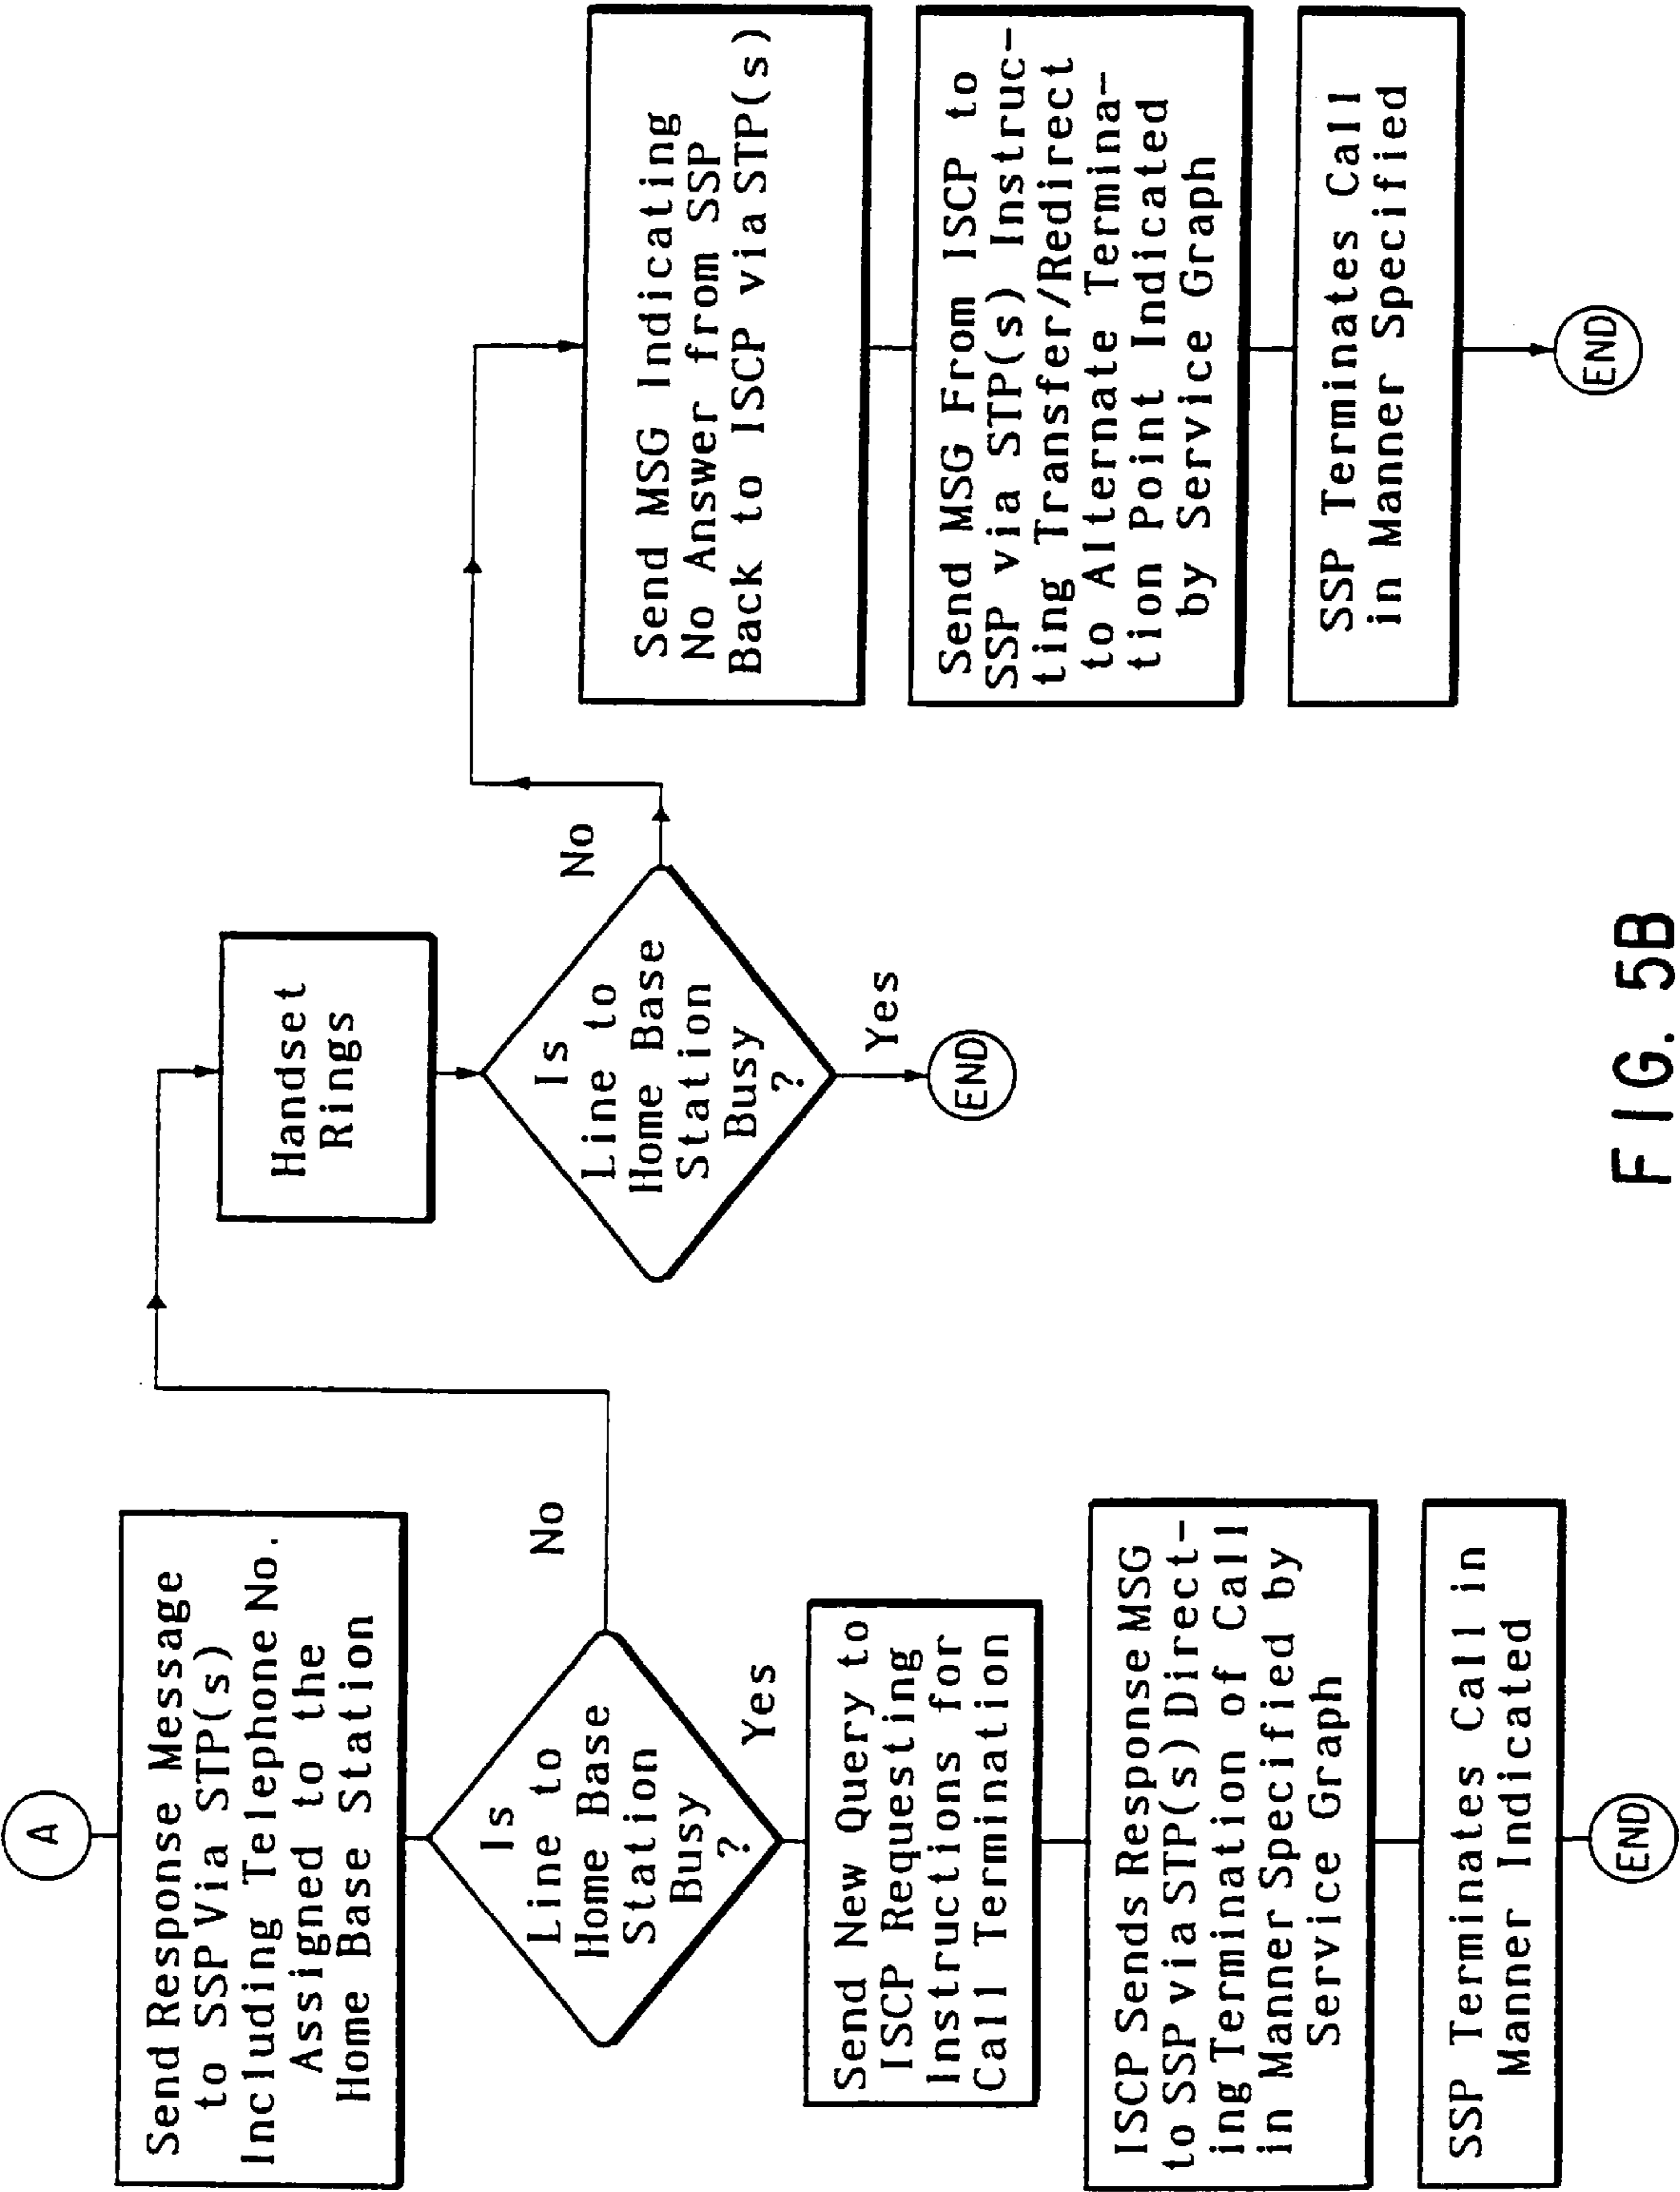 A
Send Response Message
to SSP Via STP(s)
Including Telephone No.
Assigned to the
Home Base Station
Is
Line to
Home Base
Station
Busy
?
No
Yes
Send New Query to
ISCP Requesting
Instructions for
Call Termination
ISCP Sends Response MSG
to SSP via STP(s) Direct-
ing Termination of Call
in Manner Specified by
Service Graph
SSP Terminates Call in
Manner Indicated
END
Handset
Rings
Is
Line to
Home Base
Station
Busy
?
No
Yes
END
Send MSG Indicating
No Answer from SSP
Back to ISCP via STP(s)
Send MSG From ISCP to
SSP via STP(s) Instruc-
ting Transfer/Redirect
to Alternate Termina-
tion Point Indicated
by Service Graph
SSP Terminates Call
in Manner Specified
END
FIG. 5B